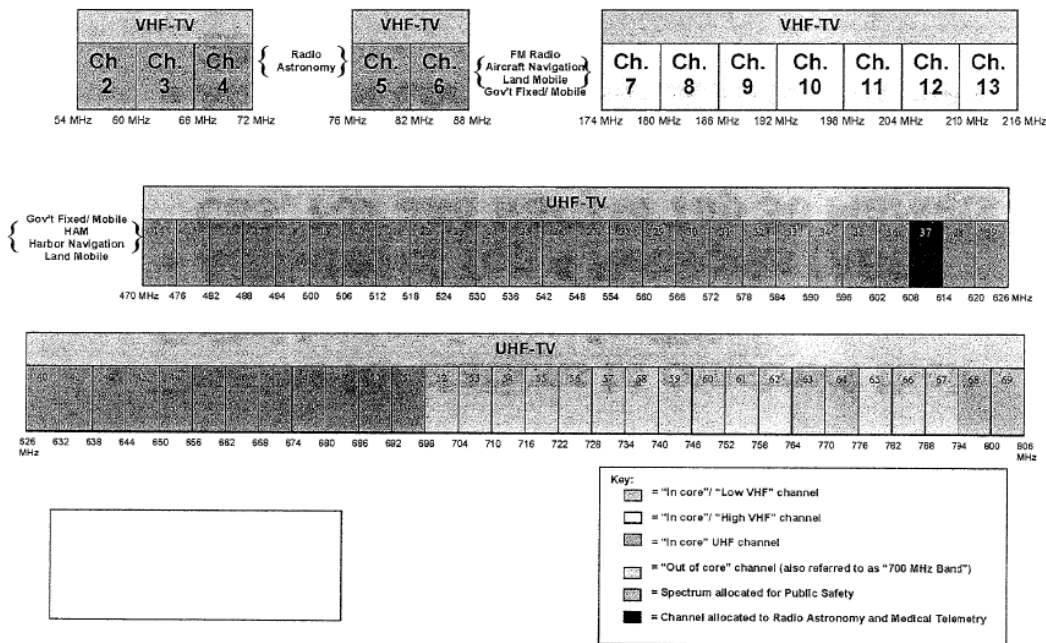 VHF-TV
Ch. 2 Ch. 3 Ch. 4
54 MHz 60 MHz 66 MHz 72 MHz
Radio
Astronomy
VHF-TV
Ch. 5 Ch. 6
76 MHz 82 MHz 88 MHz
FM Radio
Aircraft Navigation
Land Mobile
Gov't Fixed/ Mobile
VHF-TV
Ch. 7 Ch. 8 Ch. 9 Ch. 10 Ch. 11 Ch. 12 Ch. 13
174 MHz 180 MHz 186 MHz 192 MHz 198 MHz 204 MHz 210 MHz 216 MHz
Gov't Fixed/ Mobile
HAM
Harbor Navigation
Land Mobile
UHF-TV
37
470 MHz 476 482 488 494 500 506 512 518 524 530 536 542 548 554 560 566 572 578 584 590 596 602 608 614 620 626 MHz
UHF-TV
52 53 54 55 56 57 58 59 60 61 62 63 64 65 66 67 68 69
626 632 638 644 650 656 662 668 674 680 686 692 698 704 710 716 722 728 734 740 746 752 758 764 770 776 782 788 794 800 806
MHz MHz
Key:
= "In core"/ "Low VHF" channel
= "In core"/ "High VHF" channel
= "In core" UHF channel
= "Out of core" channel (also referred to as "700 MHz Band")
= Spectrum allocated for Public Safety
= Channel allocated to Radio Astronomy and Medical Telemetry